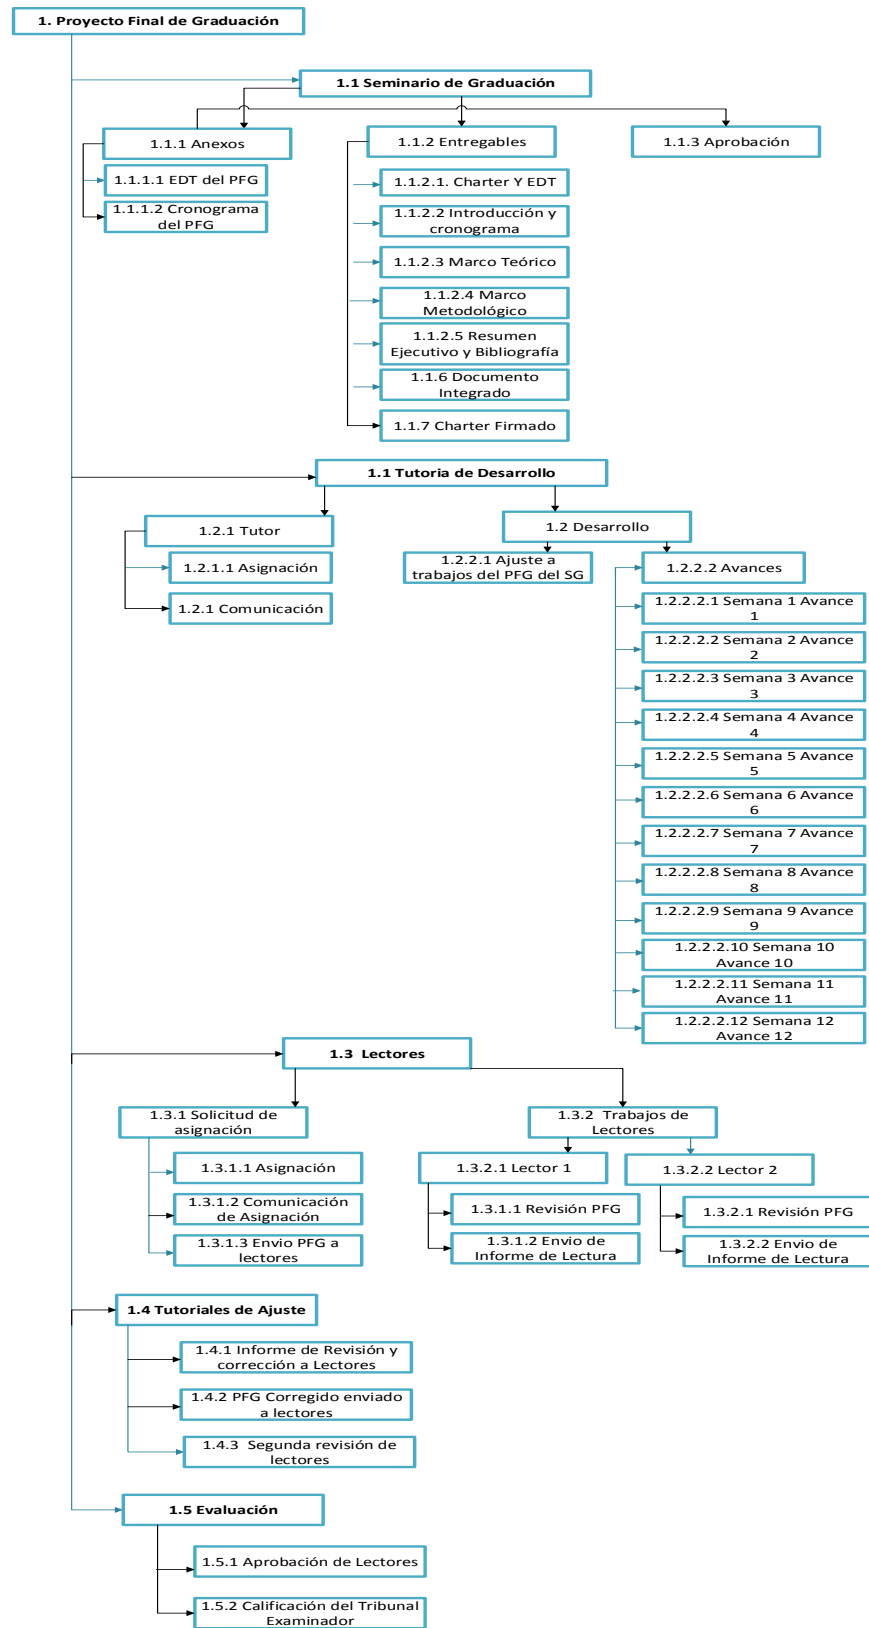 1. Proyecto Final de Graduación
1.1 Seminario de Graduación
1.1.1 Anexos
1.1.2 Entregables
1.1.3 Aprobación
1.1.1.1 EDT del PFG
1.1.1.2 Cronograma
del PFG
1.1.2.1. Charter Y EDT
1.1.2.2 Introducción y
cronograma
1.1.2.3 Marco Teórico
1.1.2.4 Marco
Metodológico
1.1.2.5 Resumen
Ejecutivo y Bibliografía
1.1.6 Documento
Integrado
1.1.7 Charter Firmado
1.1 Tutoria de Desarrollo
1.2.1 Tutor
1.2 Desarrollo
1.2.1.1 Asignación
1.2.1 Comunicación
1.2.2.1 Ajuste a
trabajos del PFG del SG
1.2.2.2 Avances
1.2.2.2.1 Semana 1 Avance
1
1.2.2.2.2 Semana 2 Avance
2
1.2.2.2.3 Semana 3 Avance
3
1.2.2.2.4 Semana 4 Avance
4
1.2.2.2.5 Semana 5 Avance
5
1.2.2.2.6 Semana 6 Avance
6
1.2.2.2.7 Semana 7 Avance
7
1.2.2.2.8 Semana 8 Avance
8
1.2.2.2.9 Semana 9 Avance
9
1.2.2.2.10 Semana 10
Avance 10
1.2.2.2.11 Semana 11
Avance 11
1.2.2.2.12 Semana 12
Avance 12
1.3 Lectores
1.3.1 Solicitud de
asignación
1.3.2 Trabajos de
Lectores
1.3.1.1 Asignación
1.3.1.2 Comunicación
de Asignación
1.3.1.3 Envio PFG a
lectores
1.3.2.1 Lector 1
1.3.2.2 Lector 2
1.3.1.1 Revisión PFG
1.3.1.2 Envio de
Informe de Lectura
1.3.2.1 Revisión PFG
1.3.2.2 Envio de
Informe de Lectura
1.4 Tutoriales de Ajuste
1.4.1 Informe de Revisión y
corrección a Lectores
1.4.2 PFG Corregido enviado
a lectores
1.4.3 Segunda revisión de
lectores
1.5 Evaluación
1.5.1 Aprobación de Lectores
1.5.2 Calificación del Tribunal
Examinador